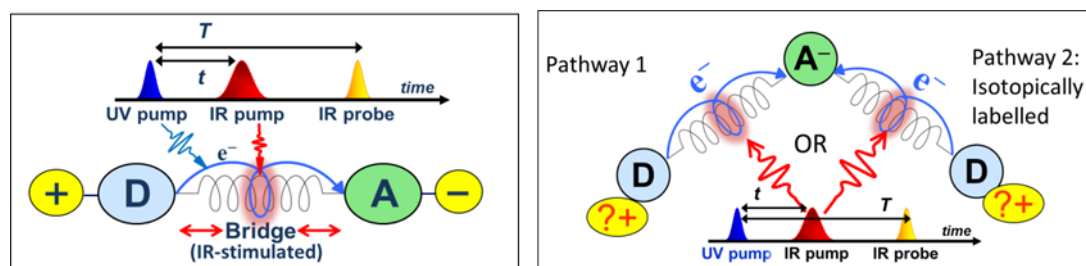 T
t
time
UV pump
IR pump
IR probe
e⁻
+
D
A
−
Bridge
(IR-stimulated)
A⁻
Pathway 1
Pathway 2:
Isotopically
labelled
e⁻
e⁻
OR
D
D
?+
?+
t
T
time
UV pump
IR pump
IR probe